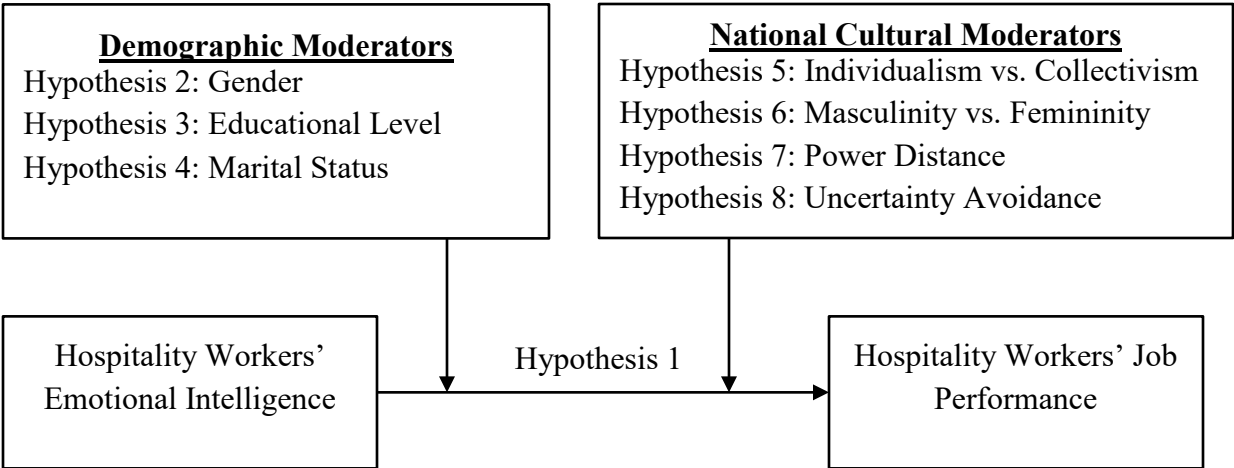 Demographic Moderators
Hypothesis 2: Gender
Hypothesis 3: Educational Level
Hypothesis 4: Marital Status
National Cultural Moderators
Hypothesis 5: Individualism vs. Collectivism
Hypothesis 6: Masculinity vs. Femininity
Hypothesis 7: Power Distance
Hypothesis 8: Uncertainty Avoidance
Hospitality Workers’
Emotional Intelligence
Hypothesis 1
Hospitality Workers’ Job
Performance